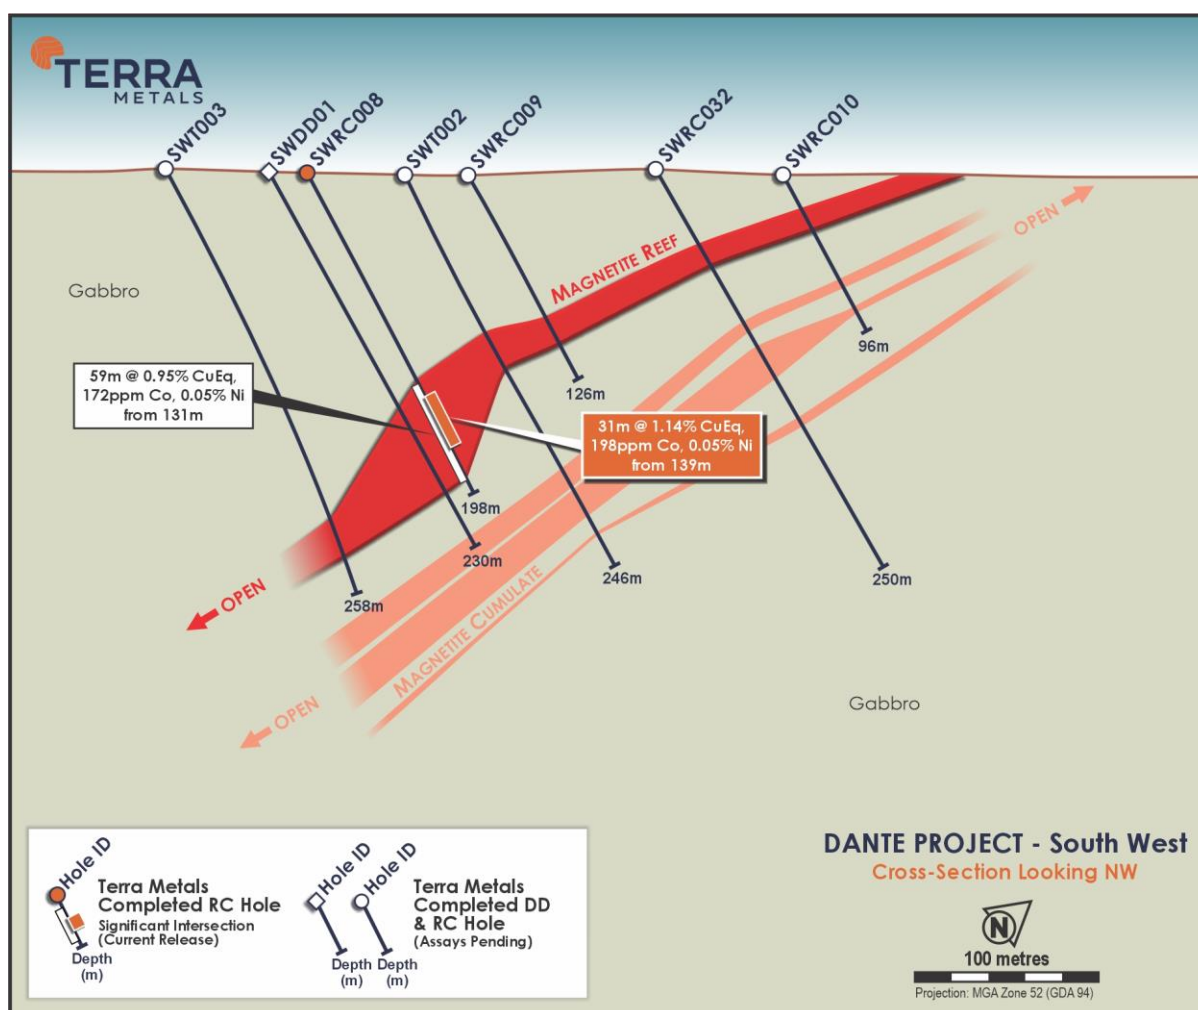 TERRA
METALS
SWT003
SWDD01
SWRC008
SWT002
SWRC009
SWRC032
SWRC010
OPEN
MAGNETITE REEF
Gabbro
96m
59m @ 0.95% CuEq,
172ppm Co, 0.05% Ni
from 131m
126m
31m @ 1.14% CuEq,
198ppm Co, 0.05% Ni
from 139m
198m
230m
246m
250m
258m
OPEN
MAGNETITE CUMULATE
OPEN
Gabbro
Hole ID
Terra Metals
Completed RC Hole
Significant Intersection
(Current Release)
Depth
(m)
Hole ID
Hole ID
Terra Metals
Completed DD
& RC Hole
(Assays Pending)
Depth
(m)
Depth
(m)
DANTE PROJECT - South West
Cross-Section Looking NW
N
100 metres
Projection: MGA Zone 52 (GDA 94)